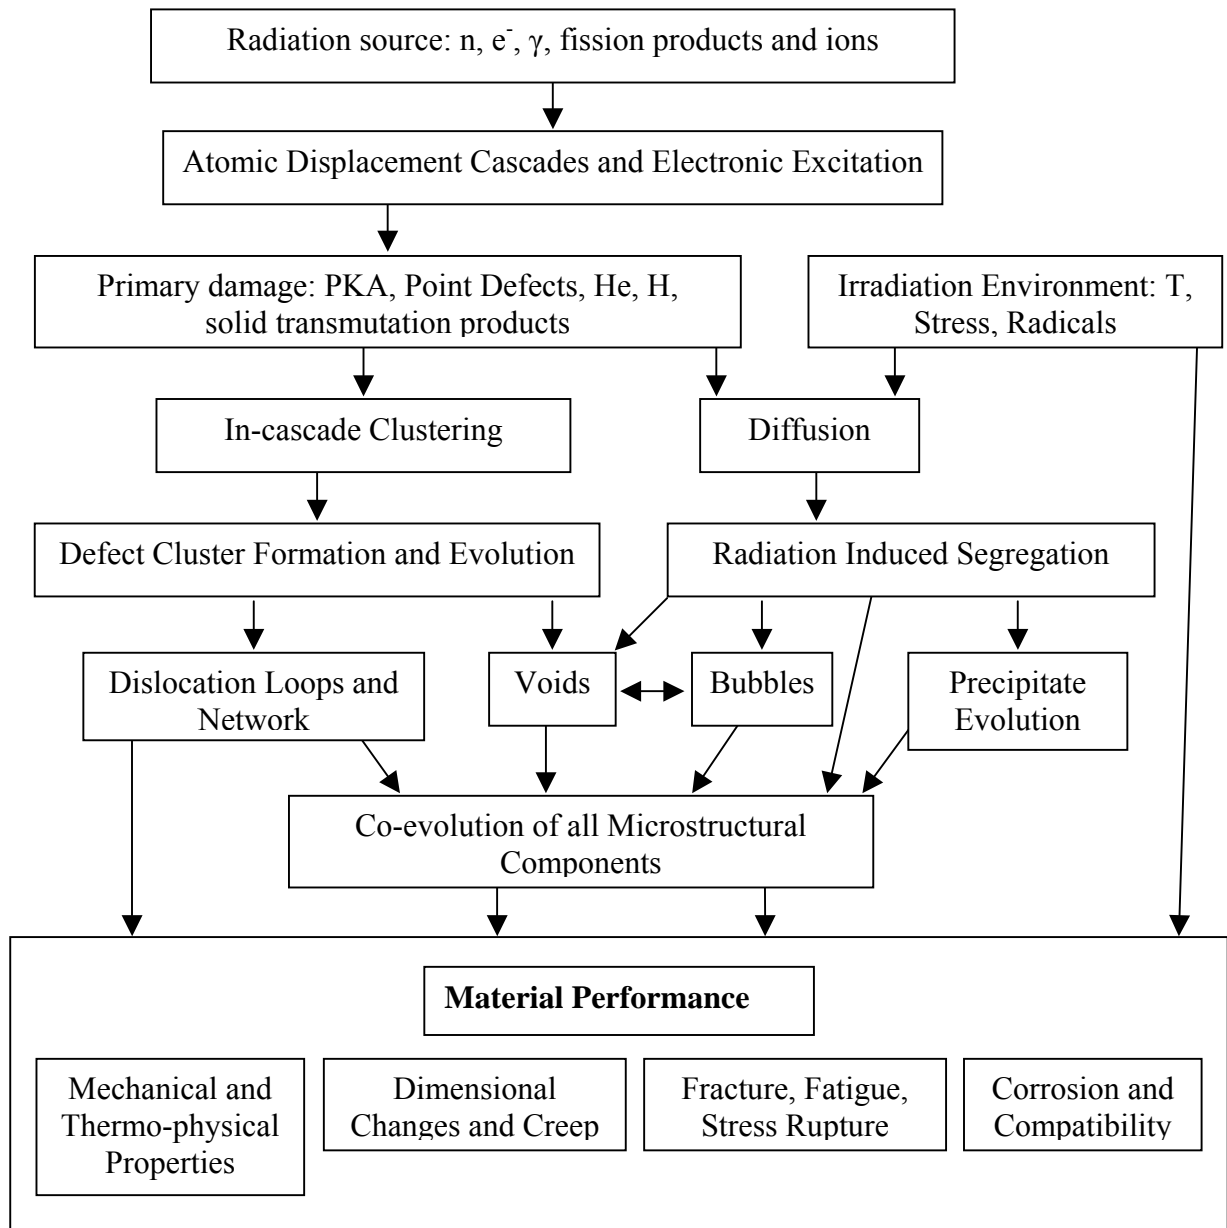 Radiation source: n, e⁻, γ, fission products and ions
Atomic Displacement Cascades and Electronic Excitation
Primary damage: PKA, Point Defects, He, H,
solid transmutation products
Irradiation Environment: T,
Stress, Radicals
In-cascade Clustering
Diffusion
Defect Cluster Formation and Evolution
Radiation Induced Segregation
Dislocation Loops and
Network
Voids
Bubbles
Precipitate
Evolution
Co-evolution of all Microstructural
Components
Material Performance
Mechanical and
Thermo-physical
Properties
Dimensional
Changes and Creep
Fracture, Fatigue,
Stress Rupture
Corrosion and
Compatibility